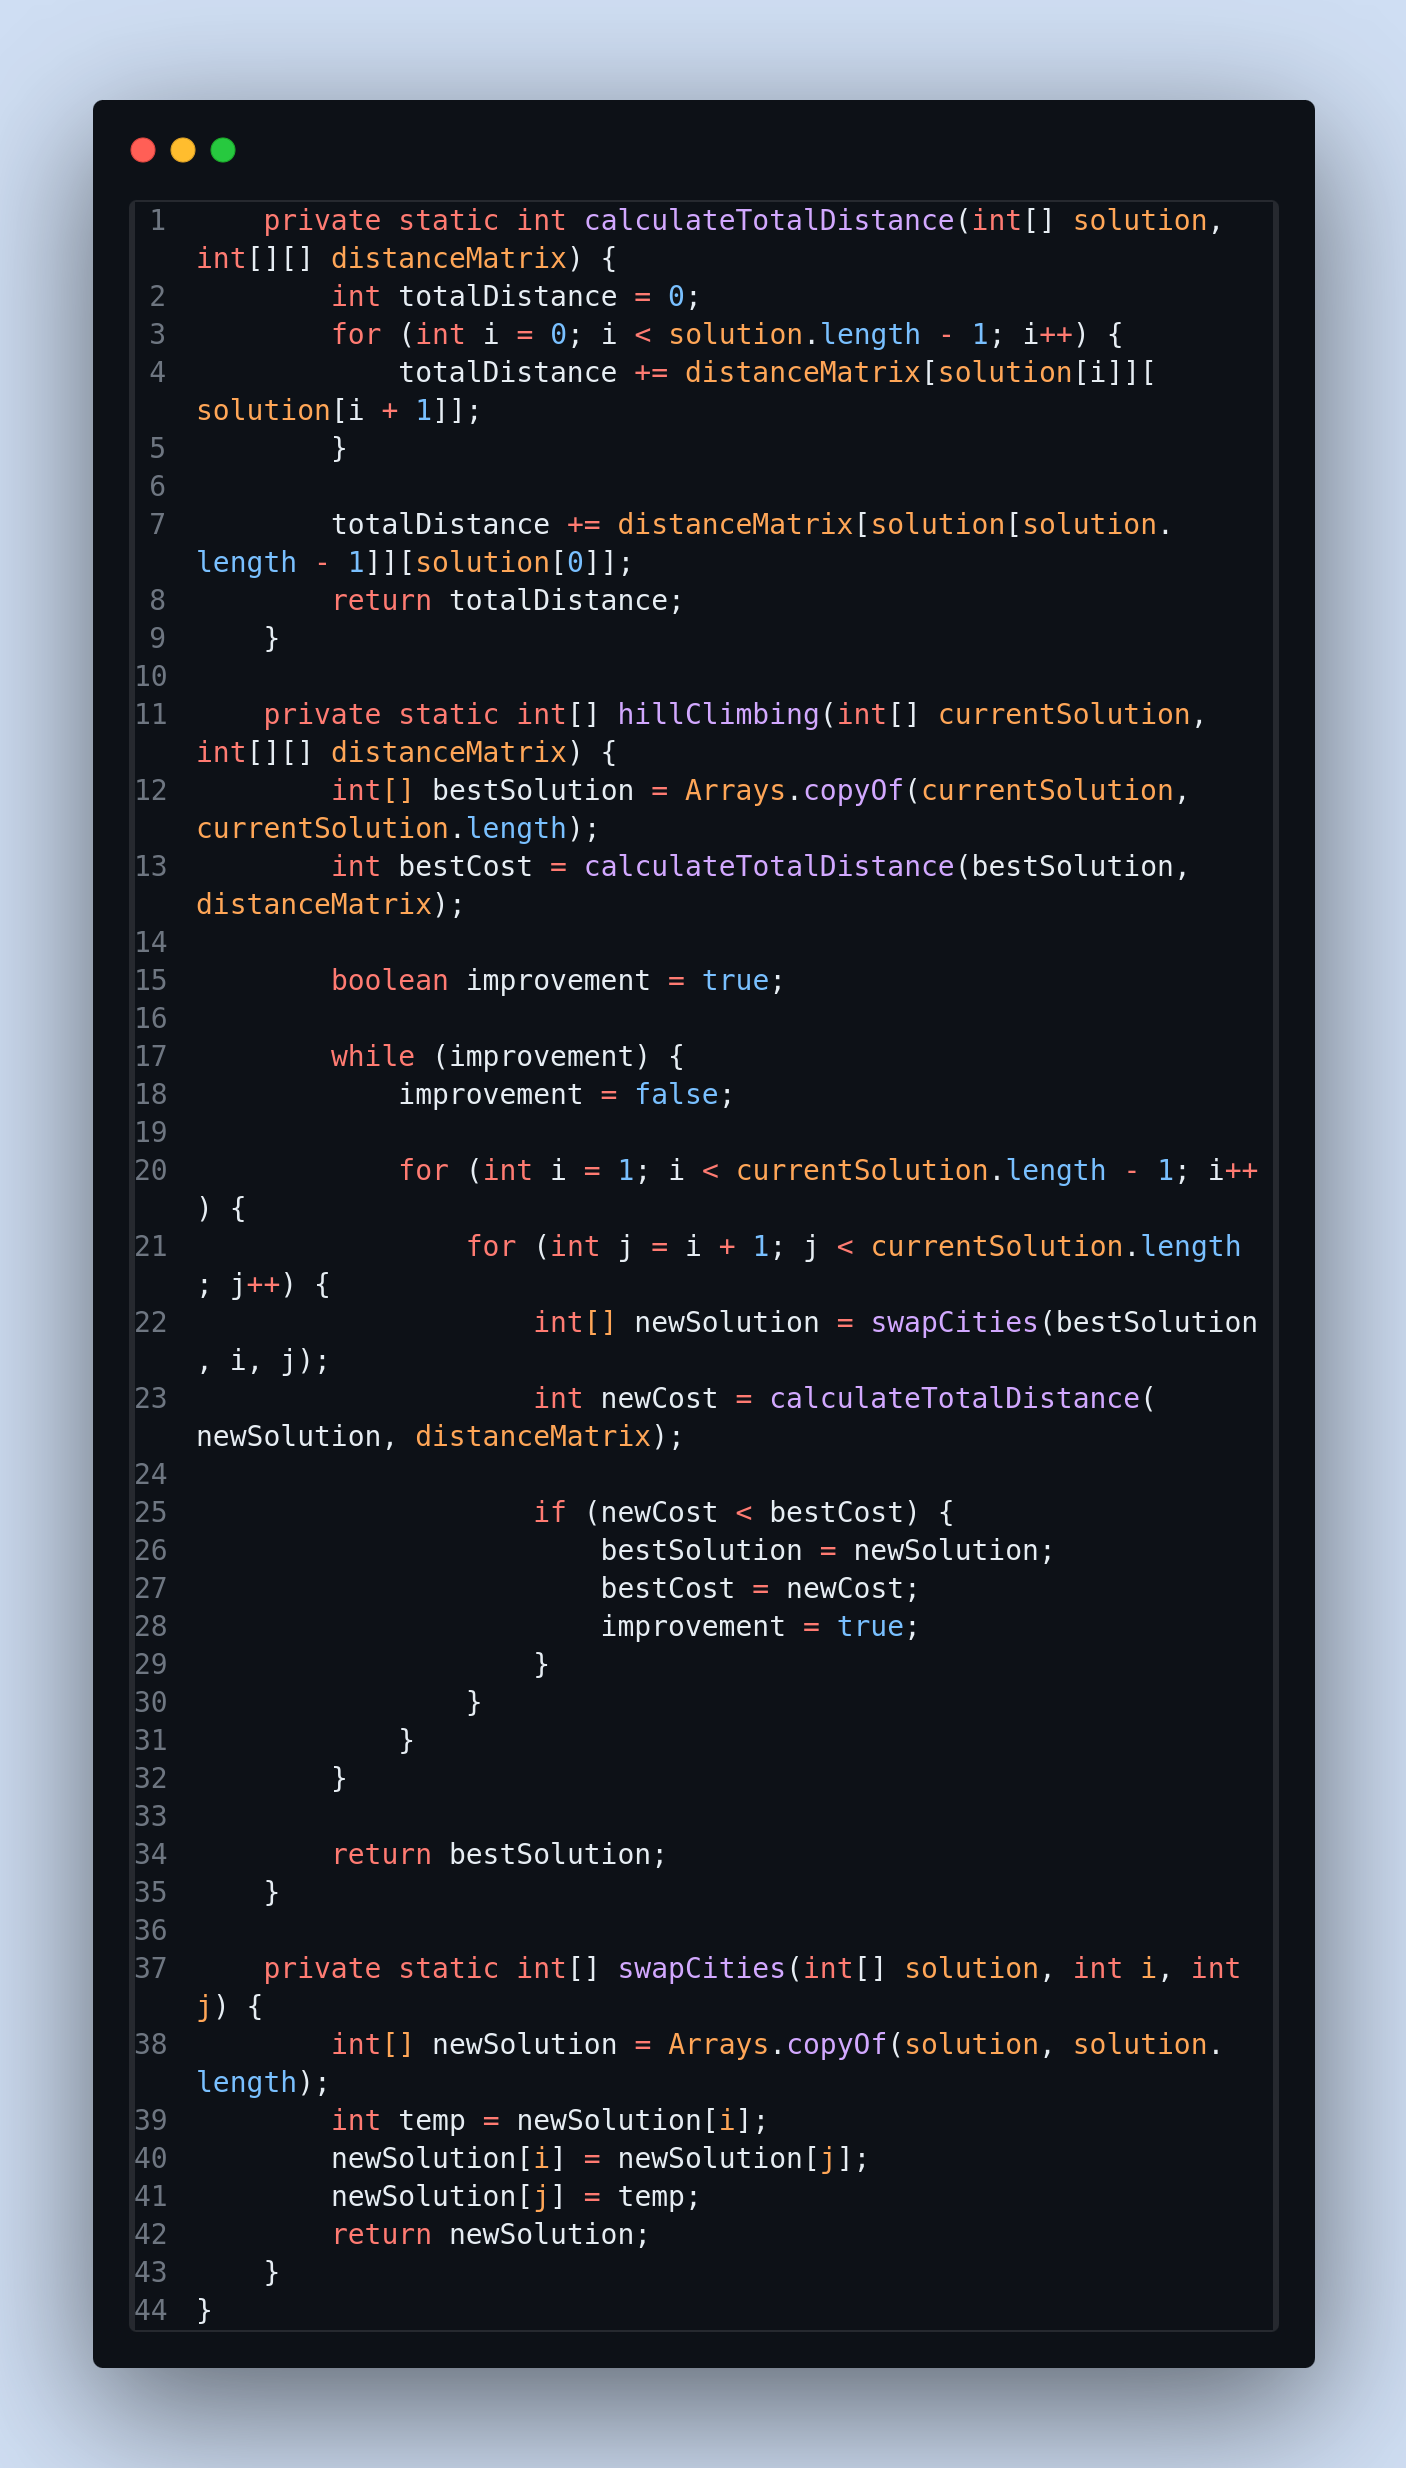 1    private static int calculateTotalDistance(int[] solution,
int[][] distanceMatrix) {
2        int totalDistance = 0;
3        for (int i = 0; i < solution.length - 1; i++) {
4            totalDistance += distanceMatrix[solution[i]][
solution[i + 1]];
5        }
6
7        totalDistance += distanceMatrix[solution[solution.
length - 1]][solution[0]];
8        return totalDistance;
9    }
10
11    private static int[] hillClimbing(int[] currentSolution,
int[][] distanceMatrix) {
12        int[] bestSolution = Arrays.copyOf(currentSolution,
currentSolution.length);
13        int bestCost = calculateTotalDistance(bestSolution,
distanceMatrix);
14
15        boolean improvement = true;
16
17        while (improvement) {
18            improvement = false;
19
20            for (int i = 1; i < currentSolution.length - 1; i++
) {
21                for (int j = i + 1; j < currentSolution.length
; j++) {
22                    int[] newSolution = swapCities(bestSolution
, i, j);
23                    int newCost = calculateTotalDistance(
newSolution, distanceMatrix);
24
25                    if (newCost < bestCost) {
26                        bestSolution = newSolution;
27                        bestCost = newCost;
28                        improvement = true;
29                    }
30                }
31            }
32        }
33
34        return bestSolution;
35    }
36
37    private static int[] swapCities(int[] solution, int i, int
j) {
38        int[] newSolution = Arrays.copyOf(solution, solution.
length);
39        int temp = newSolution[i];
40        newSolution[i] = newSolution[j];
41        newSolution[j] = temp;
42        return newSolution;
43    }
44 }